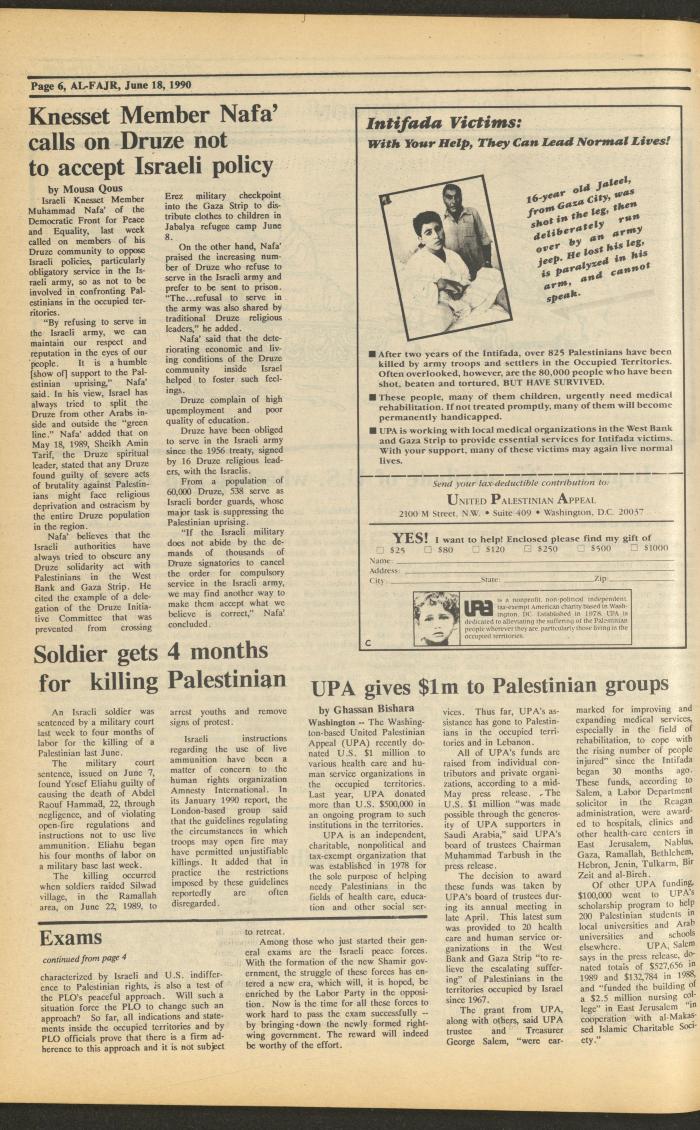 Page 6, AL-FAJR, June 18, 1990
Knesset Member Nafa'
calls on Druze not
to accept Israeli policy
by Mousa Qous
Israeli Knesset Member
Muhammad Nafa' of the
Democratic Front for Peace
and Equality, last week
called on members of his
Druze community to oppose
Israeli policies, particularly
obligatory service in the Is-
raeli army, so as not to be
involved in confronting Pal-
estinians in the occupied ter-
ritories.
"By refusing to serve in
the Israeli army, we can
maintain our respect and
reputation in the eyes of our
people. It is a humble
[show of] support to the Pal-
estinian uprising," Nafa'
said. In his view, Israel has
always tried to split the
Druze from other Arabs in-
side and outside the "green
line." Nafa' added that on
May 18, 1989, Sheikh Amin
Tarif, the Druze spiritual
leader, stated that any Druze
found guilty of severe acts
of brutality against Palestin-
ians might face religious
deprivation and ostracism by
the entire Druze population
in the region.
Nafa' believes that the
Israeli authorities have
always tried to obscure any
Druze solidarity act with
Palestinians in the West
Bank and Gaza Strip. He
cited the example of a dele-
gation of the Druze Initia-
tive Committee that was
prevented from crossing
Erez military checkpoint
into the Gaza Strip to dis-
tribute clothes to children in
Jabalya refugee camp June
8.
On the other hand, Nafa'
praised the increasing num-
ber of Druze who refuse to
serve in the Israeli army and
prefer to be sent to prison.
"The...refusal to serve in
the army was also shared by
traditional Druze religious
leaders," he added.
Nafa' said that the dete-
riorating economic and liv-
ing conditions of the Druze
community inside Israel
helped to foster such feel-
ings.
Druze complain of high
upemployment and poor
quality of education.
Druze have been obliged
to serve in the Israeli army
since the 1956 treaty, signed
by 16 Druze religious lead-
ers, with the Israelis.
From a population of
60,000 Druze, 538 serve as
Israeli border guards, whose
major task is suppressing the
Palestinian uprising.
"If the Israeli military
does not abide by the de-
mands of thousands of
Druze signatories to cancel
the order for compulsory
service in the Israeli army,
we may find another way to
make them accept what we
believe is correct," Nafa'
concluded.
Intifada Victims:
With Your Help, They Can Lead Normal Lives!
16-year old Jaleel,
from Gaza City, was
shot in the leg, then
deliberately run
over by an army
jeep. He lost his leg,
is paralyzed in his
arm, and cannot
speak.
■ After two years of the Intifada, over 825 Palestinians have been
killed by army troops and settlers in the Occupied Territories.
Often overlooked, however, are the 80,000 people who have been
shot, beaten and tortured, BUT HAVE SURVIVED.
■ These people, many of them children, urgently need medical
rehabilitation. If not treated promptly, many of them will become
permanently handicapped.
■ UPA is working with local medical organizations in the West Bank
and Gaza Strip to provide essential services for Intifada victims.
With your support, many of these victims may again live normal
lives.
Send your tax-deductible contribution to:
UNITED PALESTINIAN APPEAL
2100 M Street, N.W. • Suite 409 • Washington, D.C. 20037
YES! I want to help! Enclosed please find my gift of
□ $25 □ $80 □ $120 □ $250 □ $500 □ $1000
Name:
Address:
City State: Zip:
UPA is a nonprofit, non-political independent,
tax-exempt American charity based in Wash-
ington, DC. Established in 1978, UPA is
dedicated to alleviating the suffering of the Palestinian
people wherever they are, particularly those living in the
occupied territories.
C
Soldier gets 4 months
for killing Palestinian
An Israeli soldier was
sentenced by a military court
last week to four months of
labor for the killing of a
Palestinian last June.
The military court
sentence, issued on June 7,
found Yosef Eliahu guilty of
causing the death of Abdel
Raouf Hammad, 22, through
negligence, and of violating
open-fire regulations and
instructions not to use live
ammunition. Eliahu began
his four months of labor on
a military base last week.
The killing occurred
when soldiers raided Silwad
village, in the Ramallah
area, on June 22, 1989, to
arrest youths and remove
signs of protest.
Israeli instructions
regarding the use of live
ammunition have been a
matter of concern to the
human rights organization
Amnesty International. In
its January 1990 report, the
London-based group said
that the guidelines regulating
the circumstances in which
troops may open fire may
have permitted unjustifiable
killings. It added that in
practice the restrictions
imposed by these guidelines
reportedly are often
disregarded.
UPA gives $1m to Palestinian groups
by Ghassan Bishara
Washington -- The Washing-
ton-based United Palestinian
Appeal (UPA) recently do-
nated U.S. $1 million to
various health care and hu-
man service organizations in
the occupied territories.
Last year, UPA donated
more than U.S. $500,000 in
an ongoing program to such
institutions in the territories.
UPA is an independent,
charitable, nonpolitical and
tax-exempt organization that
was established in 1978 for
the sole purpose of helping
needy Palestinians in the
fields of health care, educa-
tion and other social ser-
vices. Thus far, UPA's as-
sistance has gone to Palestin-
ians in the occupied territ-
ories and in Lebanon.
All of UPA's funds are
raised from individual con-
tributors and private organi-
zations, according to a mid-
May press release. The
U.S. $1 million "was made
possible through the generos-
ity of UPA supporters in
Saudi Arabia," said UPA's
board of trustees Chairman
Muhammad Tarbush in the
press release.
The decision to award
these funds was taken by
UPA's board of trustees dur-
ing its annual meeting in
late April. This latest sum
was provided to 20 health
care and human service or-
ganizations in the West
Bank and Gaza Strip "to re-
lieve the escalating suffer-
ing" of Palestinians in the
territories occupied by Israel
since 1967.
The grant from UPA,
along with others, said UPA
trustee and Treasurer
George Salem, "were ear-
marked for improving and
expanding medical services,
especially in the field of
rehabilitation, to cope with
the rising number of people
injured" since the Intifada
began 30 months ago.
These funds, according to
Salem, a Labor Department
solicitor in the Reagan
administration, were award-
ed to hospitals, clinics and
other health-care centers in
East Jerusalem, Nablus,
Gaza, Ramallah, Bethlehem,
Hebron, Jenin, Tulkarm, Bir
Zeit and al-Bireh.
Of other UPA funding,
$100,000 went to UPA's
scholarship program to help
200 Palestinian students in
local universities and Arab
universities and schools
elsewhere. UPA, Salem
says in the press release, do-
nated totals of $527,656 in
1989 and $132,784 in 1988,
and "funded the building of
a $2.5 million nursing col-
lege" in East Jerusalem "in
cooperation with al-Makas-
sed Islamic Charitable Soci-
ety."
Exams
continued from page 4
characterized by Israeli and U.S. indiffer-
ence to Palestinian rights, is also a test of
the PLO's peaceful approach. Will such a
situation force the PLO to change such an
approach? So far, all indications and state-
ments inside the occupied territories and by
PLO officials prove that there is a firm ad-
herence to this approach and it is not subject
to retreat.
Among those who just started their gen-
eral exams are the Israeli peace forces.
With the formation of the new Shamir gov-
ernment, the struggle of these forces has en-
tered a new era, which will, it is hoped, be
enriched by the Labor Party in the opposi-
tion. Now is the time for all these forces to
work hard to pass the exam successfully --
by bringing down the newly formed right-
wing government. The reward will indeed
be worthy of the effort.